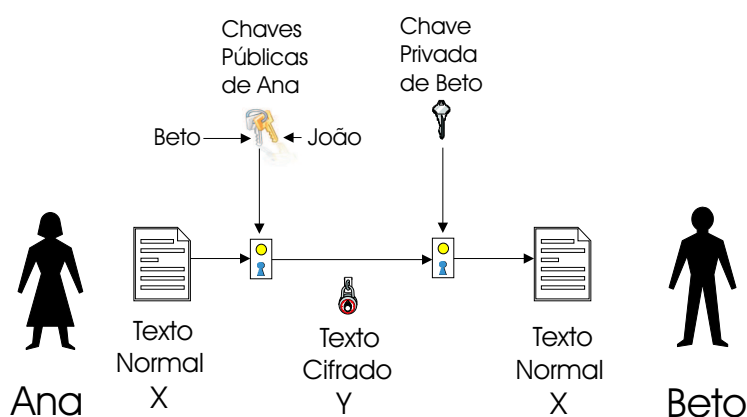 Chaves
Públicas
de Ana
Chave
Privada
de Beto
Beto
João
Texto
Normal
X
Texto
Cifrado
Y
Texto
Normal
X
Ana
Beto